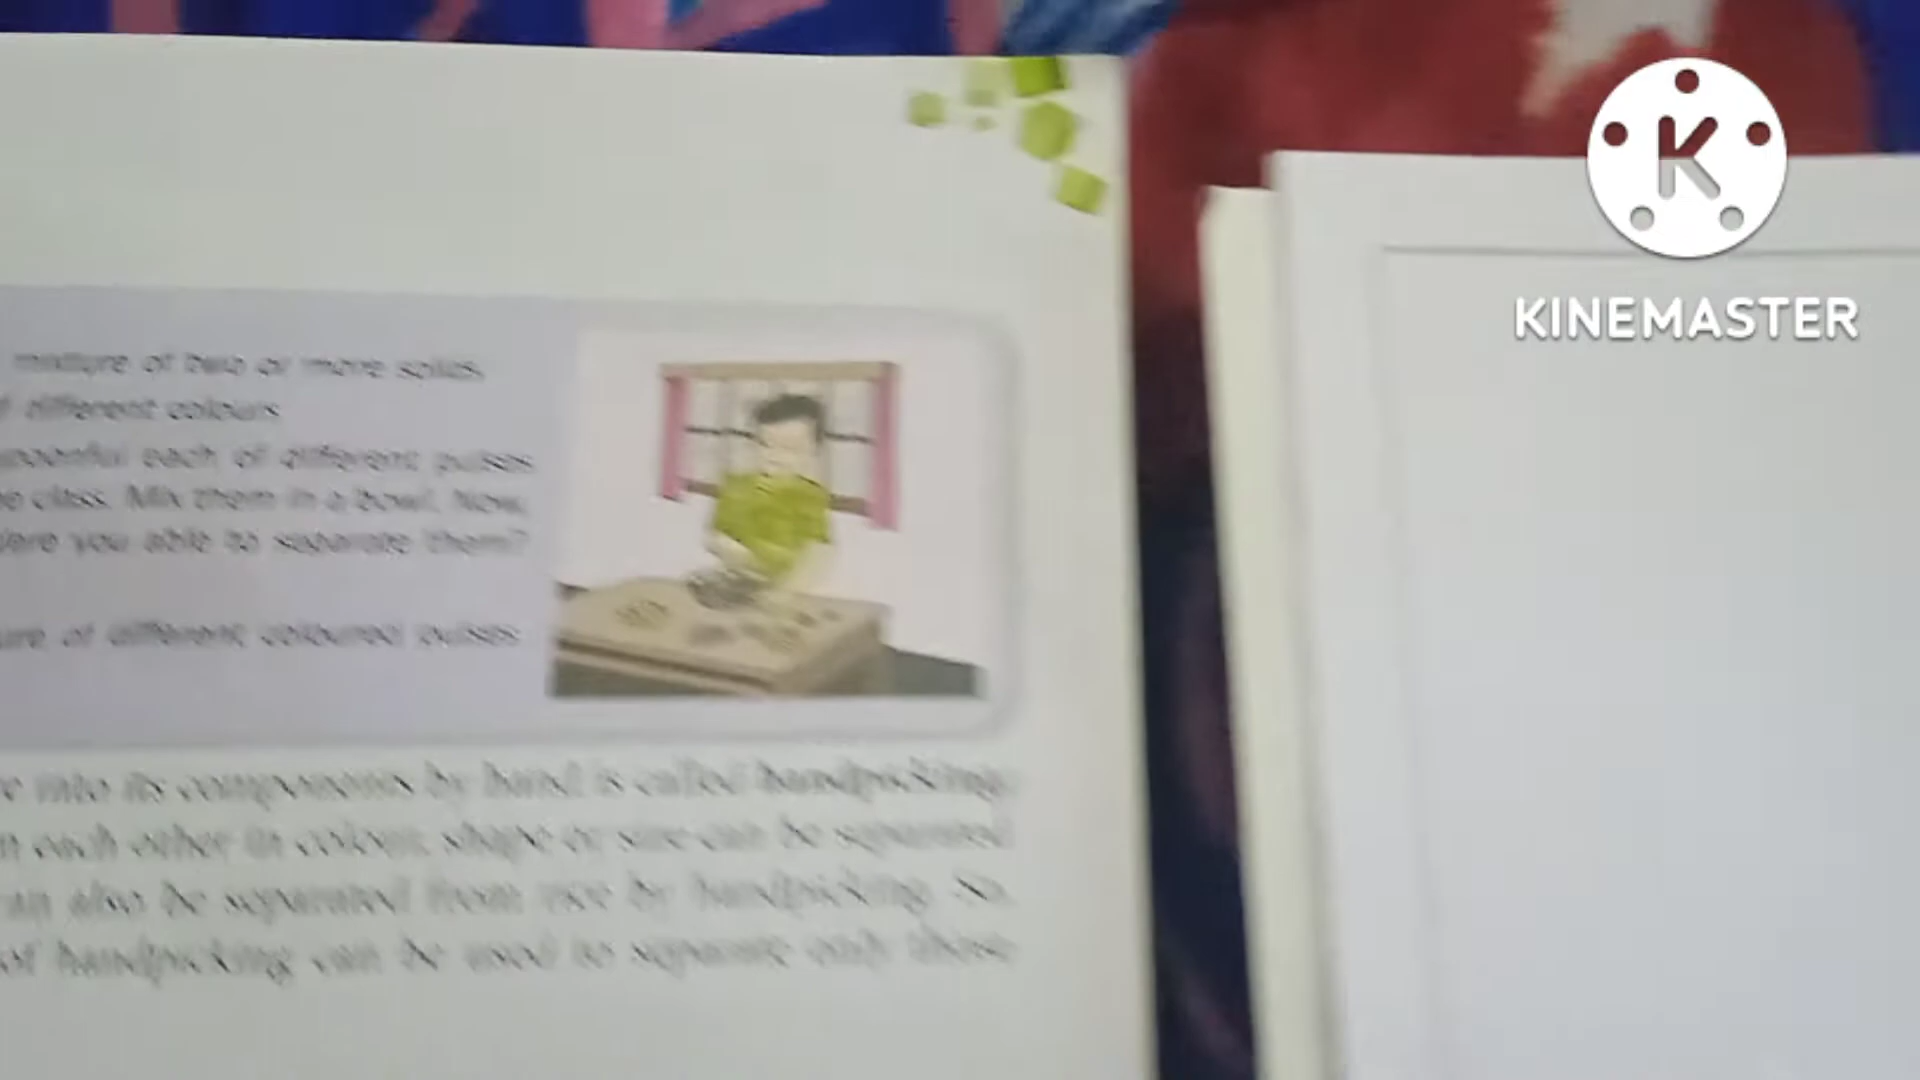 mixture of two or more solids
different colours
spoonful each of different pulses
class. Mix them in a bowl. Now,
Were you able to separate them?
of different coloured pulses
into its components by hand is called handpicking.
each other in colour, shape or size can be separated
can also be separated from rice by handpicking. So,
of handpicking can be used to separate only those
K
KINEMASTER